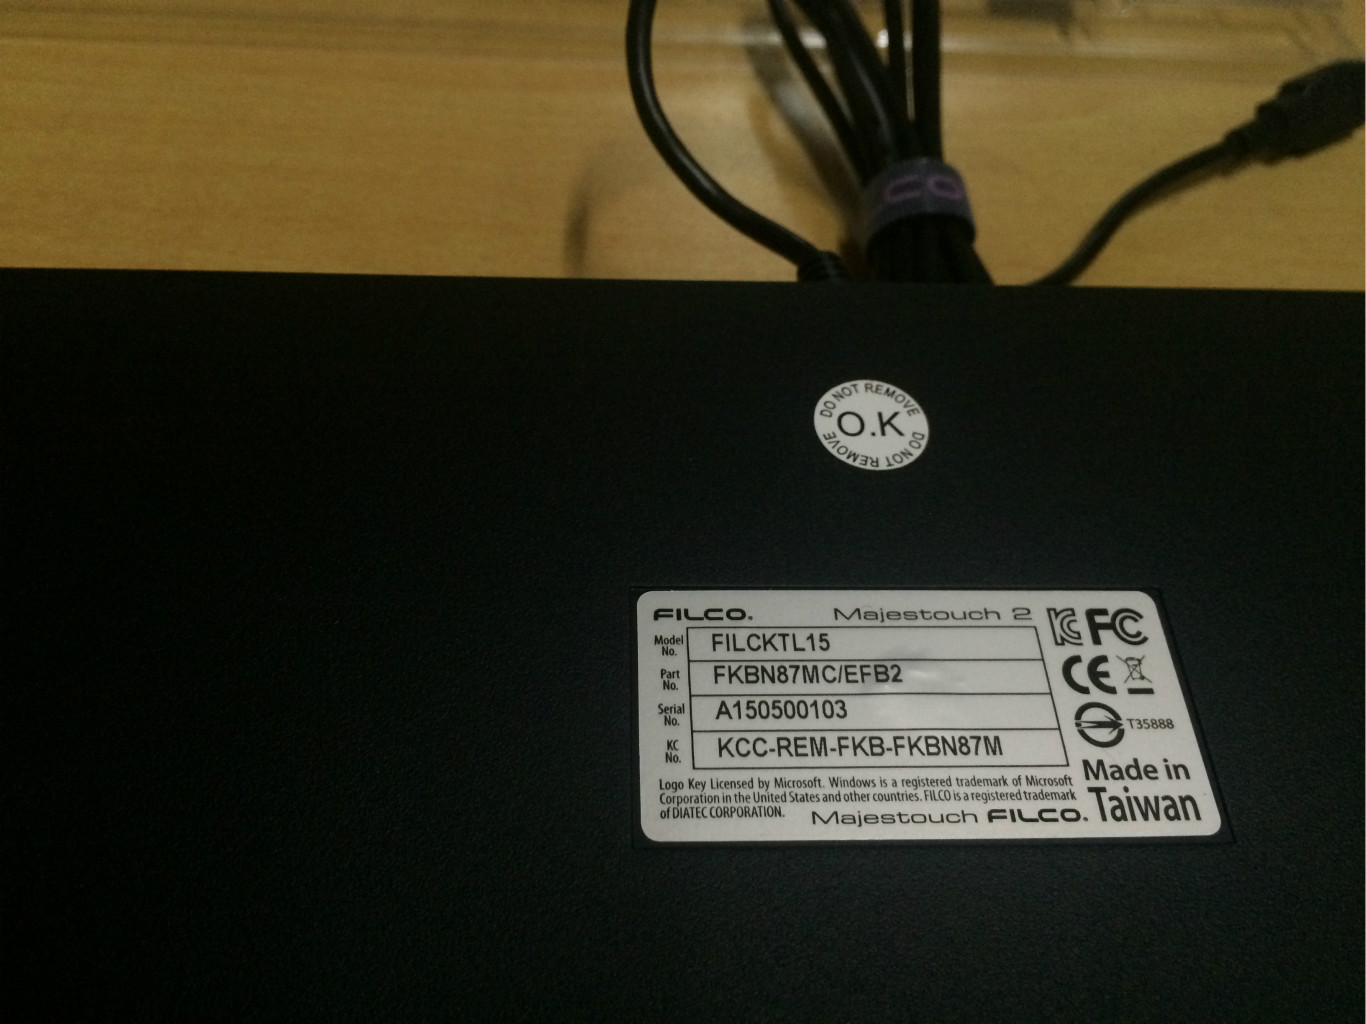 CO
DO NOT REMOVE
O.K
DO NOT REMOVE
FILCO. Majestouch 2
Model No. FILCKTL15
Part No. FKBN87MC/EFB2
Serial No. A150500103
KC No. KCC-REM-FKB-FKBN87M
FC
CE
T35888
Logo Key Licensed by Microsoft. Windows is a registered trademark of Microsoft
Corporation in the United States and other countries. FILCO is a registered trademark
of DIATEC CORPORATION.
Majestouch FILCO.
Made in
Taiwan